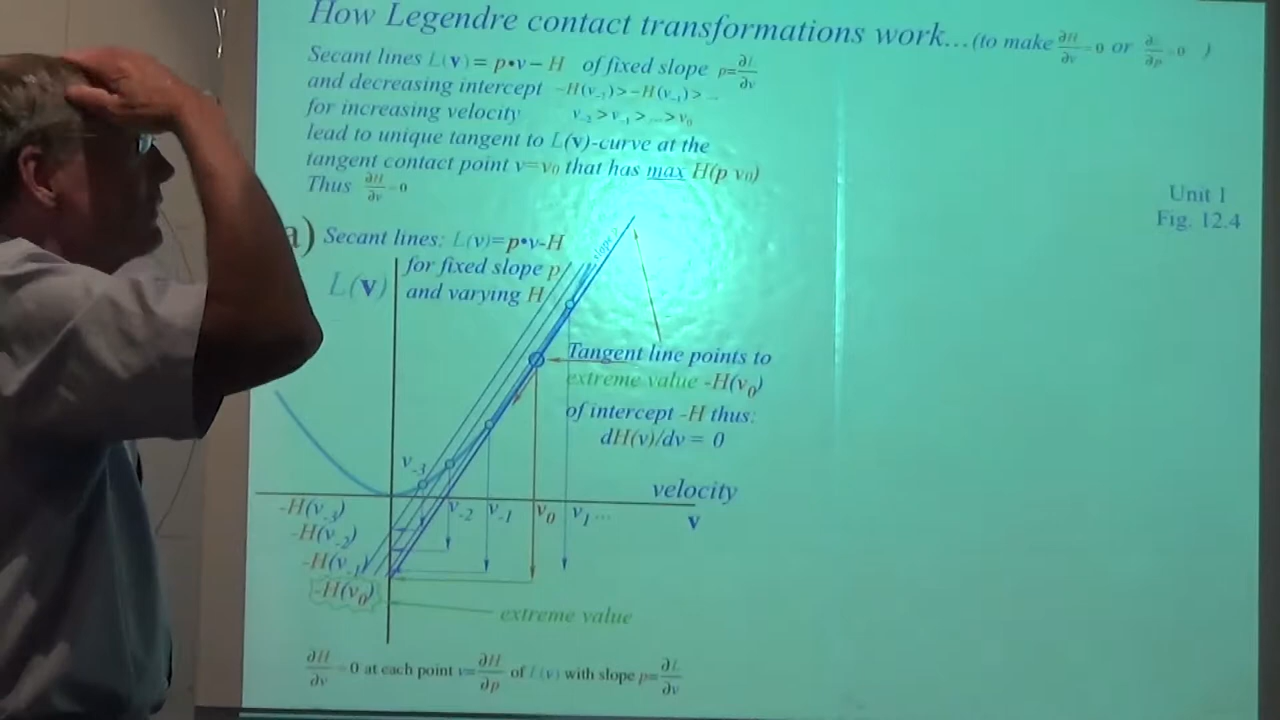 How Legendre contact transformations work...(to make ∂H/∂v=0 or ∂L/∂p=0 )
Secant lines L(v)= p•v−H of fixed slope p=∂L/∂v
and decreasing intercept -H(v-2)>-H(v-1)>...
for increasing velocity v-2>v-1>...>v0
lead to unique tangent to L(v)-curve at the
tangent contact point v=v0 that has max H(p v0)
Thus ∂H/∂v=0
Unit 1
Fig. 12.4
a) Secant lines: L(v)=p•v-H
for fixed slope p
and varying H
L(v)
slope p
Tangent line points to
extreme value -H(v0)
of intercept -H thus:
dH(v)/dv = 0
v-3
velocity
v
-H(v-3)
v-2 v-1 v0 v1...
-H(v-2)
-H(v-1)
-H(v0)
extreme value
∂H/∂v=0 at each point v=∂H/∂p of L(v) with slope p=∂L/∂v